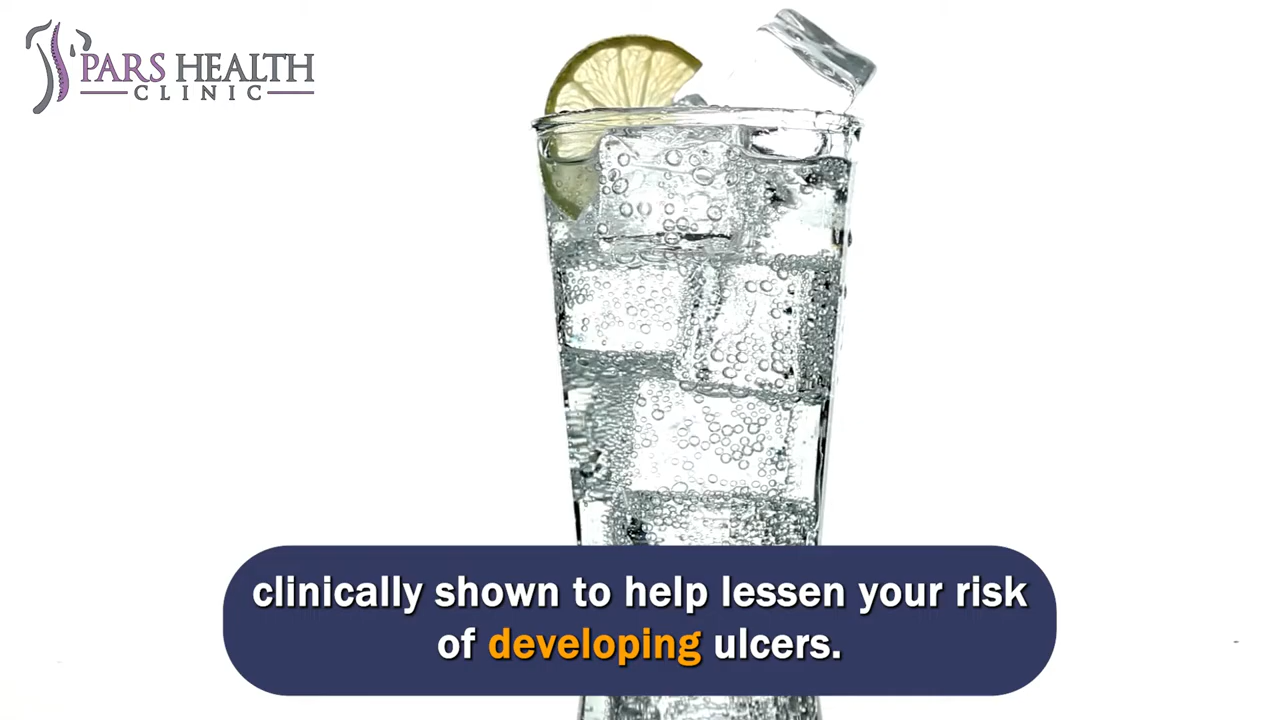 PARS HEALTH
CLINIC
clinically shown to help lessen your risk
of developing ulcers.